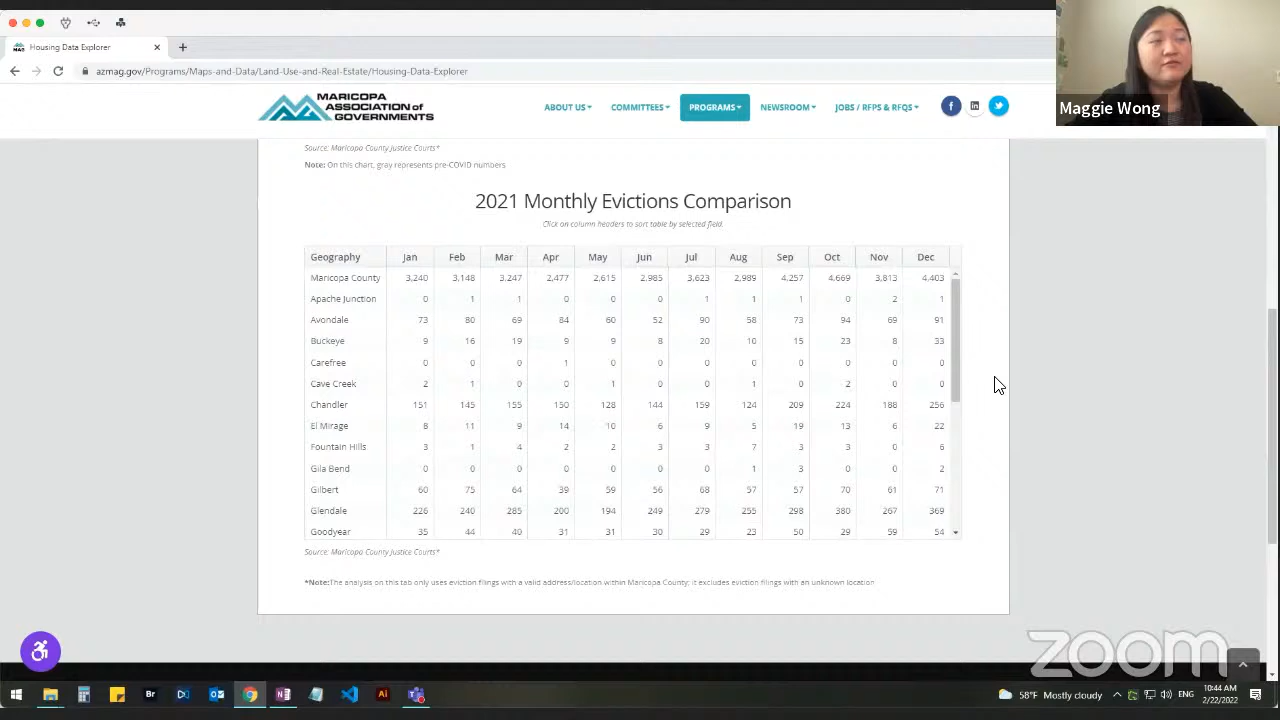 Housing Data Explorer
azmag.gov/Programs/Maps-and-Data/Land-Use-and-Real-Estate/Housing-Data-Explorer
Maggie Wong
MARICOPA
ASSOCIATION of
GOVERNMENTS
ABOUT US COMMITTEES PROGRAMS NEWSROOM JOBS / RFPS & RFQS
Source: Maricopa County Justice Courts*
Note: On this chart, gray represents pre-COVID numbers
2021 Monthly Evictions Comparison
Click on column headers to sort table by selected field.
Geography Jan Feb Mar Apr May Jun Jul Aug Sep Oct Nov Dec
Maricopa County 3,240 3,148 3,247 2,477 2,615 2,985 3,623 2,989 4,257 4,669 3,813 4,403
Apache Junction 0 1 1 0 0 0 1 1 1 0 2 1
Avondale 73 80 69 84 60 52 90 58 73 94 69 91
Buckeye 9 16 19 9 9 8 20 10 15 23 8 33
Carefree 0 0 0 1 0 0 0 0 0 0 0 0
Cave Creek 2 1 0 0 1 0 0 1 0 2 0 0
Chandler 151 145 155 150 128 144 159 124 209 224 188 256
El Mirage 8 11 9 14 10 6 9 5 19 13 6 22
Fountain Hills 3 1 4 2 2 3 3 7 3 3 0 6
Gila Bend 0 0 0 0 0 0 0 1 3 0 0 2
Gilbert 60 75 64 39 59 56 68 57 57 70 61 71
Glendale 226 240 285 200 194 249 279 255 298 380 267 369
Goodyear 35 44 40 31 31 30 29 23 50 29 59 54
Source: Maricopa County Justice Courts*
*Note:The analysis on this tab only uses eviction filings with a valid address/location within Maricopa County; it excludes eviction filings with an unknown location
zoom
58°F Mostly cloudy ENG 10:44 AM
2/22/2022